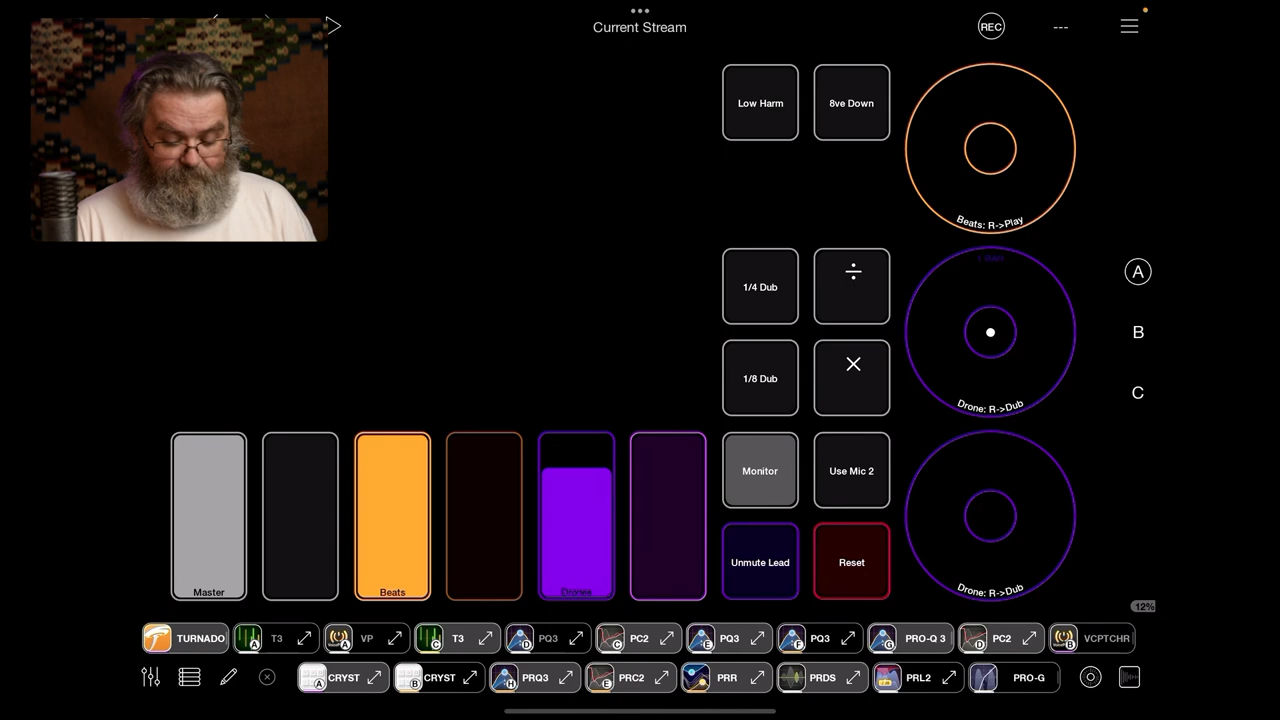 Current Stream
REC
---
Low Harm
8ve Down
Beats: R->Play
1/4 Dub
÷
A
B
1/8 Dub
×
C
Drone: R->Dub
Monitor
Use Mic 2
Unmute Lead
Reset
Drone: R->Dub
Master
Beats
Drones
12%
TURNADO
T3
A
VP
A
T3
C
PQ3
D
PC2
C
PQ3
E
PQ3
F
PRO-Q 3
G
PC2
D
VCPTCHR
B
CRYST
A
CRYST
B
PRQ3
H
PRC2
E
PRR
PRDS
PRL2
PRO-G